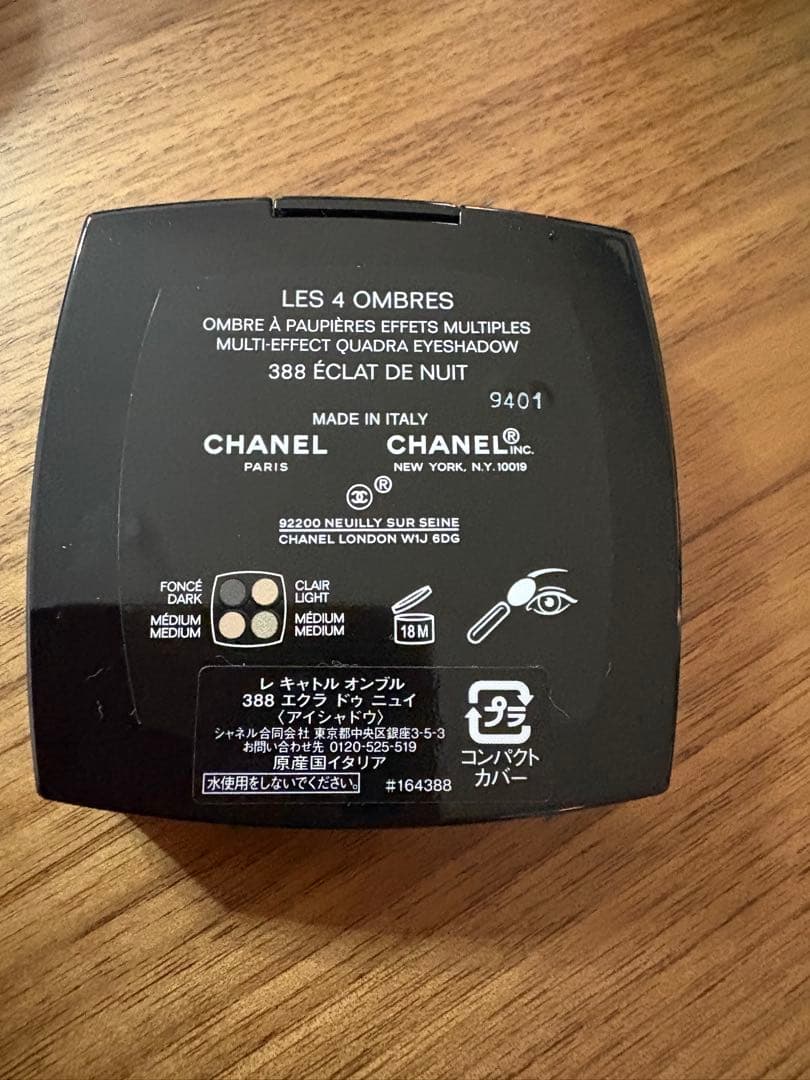 LES 4 OMBRES
OMBRE À PAUPIÈRES EFFETS MULTIPLES
MULTI-EFFECT QUADRA EYESHADOW
388 ÉCLAT DE NUIT
9401
MADE IN ITALY
CHANEL
PARIS
CHANEL® INC.
NEW YORK, N.Y. 10019
®
92200 NEUILLY SUR SEINE
CHANEL LONDON W1J 6DG
FONCÉ
DARK
CLAIR
LIGHT
MÉDIUM
MEDIUM
MÉDIUM
MEDIUM
18 M
レ キャトル オンブル
388 エクラ ドゥ ニュイ
〈アイシャドウ〉
シャネル合同会社 東京都中央区銀座3-5-3
お問い合わせ先 0120-525-519
原産国イタリア
水使用をしないでください。
#164388
プラ
コンパクト
カバー